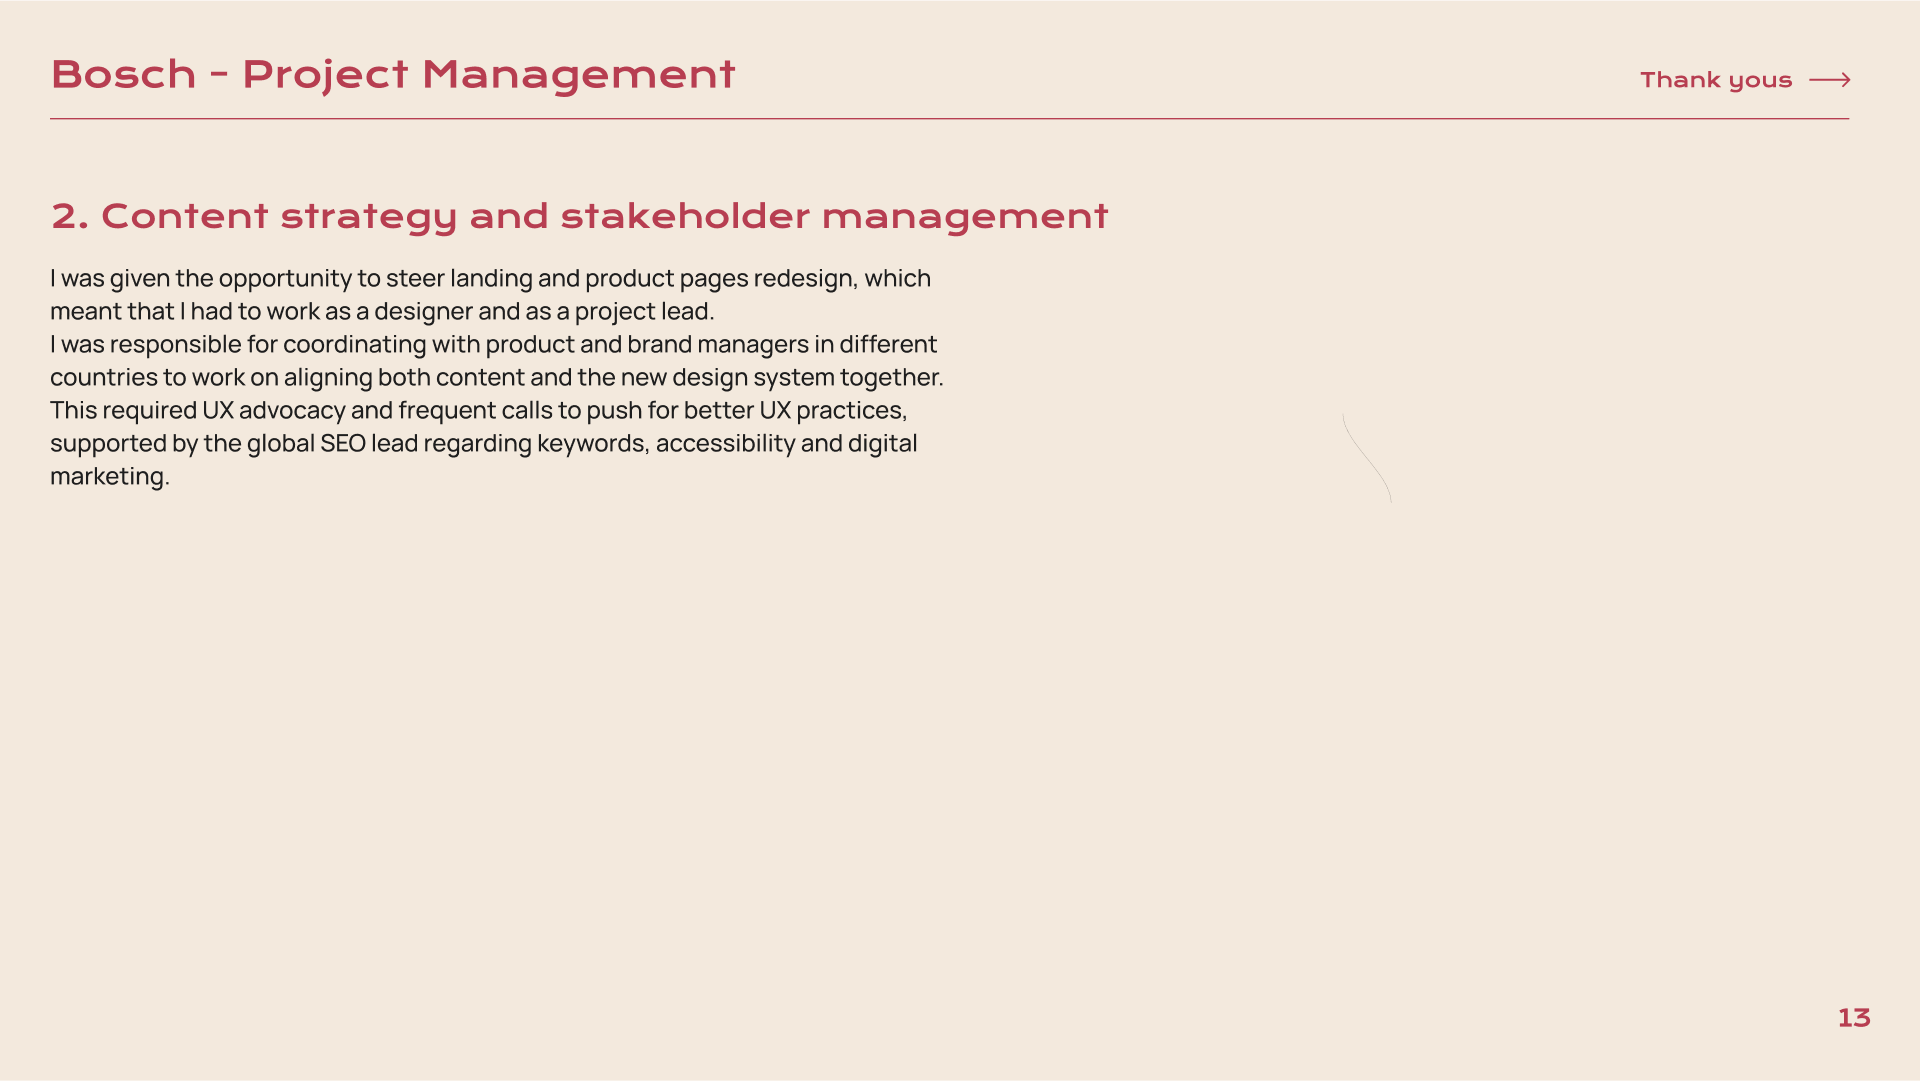 Bosch - Project Management
Thank yous
2. Content strategy and stakeholder management
I was given the opportunity to steer landing and product pages redesign, which
meant that I had to work as a designer and as a project lead.
I was responsible for coordinating with product and brand managers in different
countries to work on aligning both content and the new design system together.
This required UX advocacy and frequent calls to push for better UX practices,
supported by the global SEO lead regarding keywords, accessibility and digital
marketing.
13